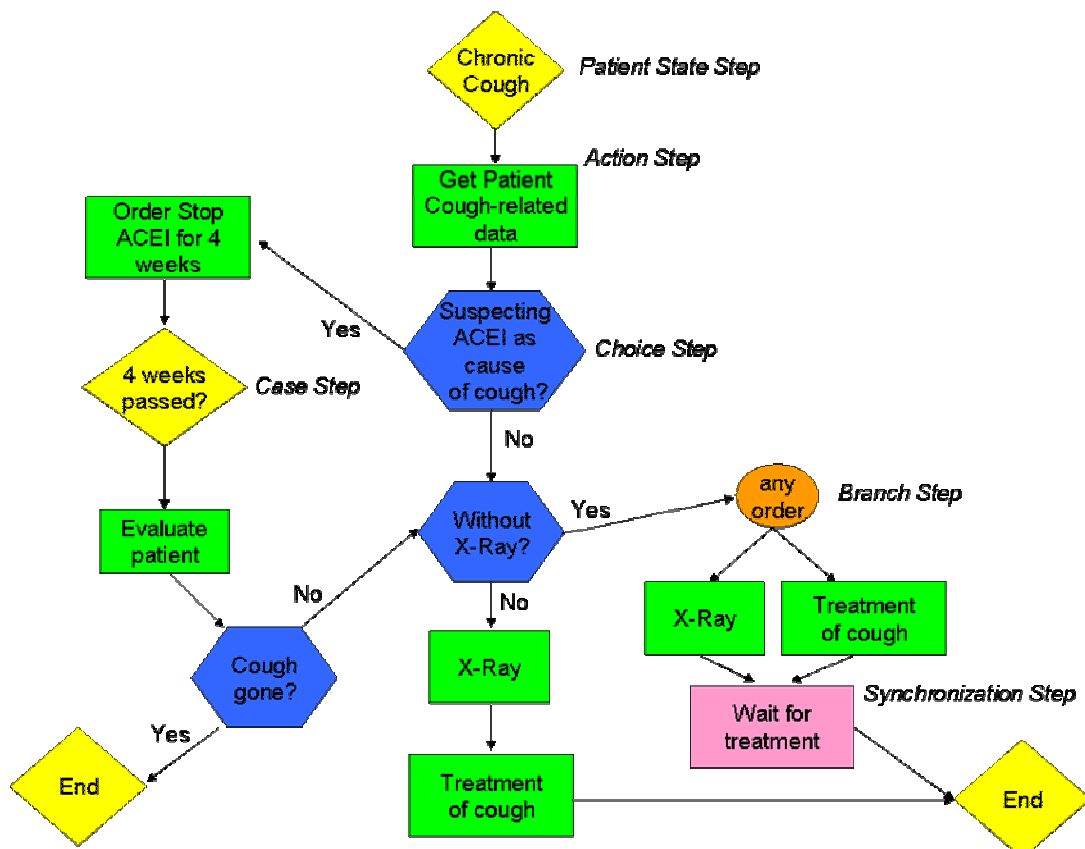 Chronic
Cough
Patient State Step
Action Step
Get Patient
Cough-related
data
Order Stop
ACEI for 4
weeks
Suspecting
ACEI as
cause
of cough?
Yes
Choice Step
4 weeks
passed?
Case Step
No
any
order
Branch Step
Without
X-Ray?
Yes
Evaluate
patient
No
No
X-Ray
Treatment
of cough
X-Ray
Cough
gone?
Synchronization Step
Wait for
treatment
Yes
End
Treatment
of cough
End